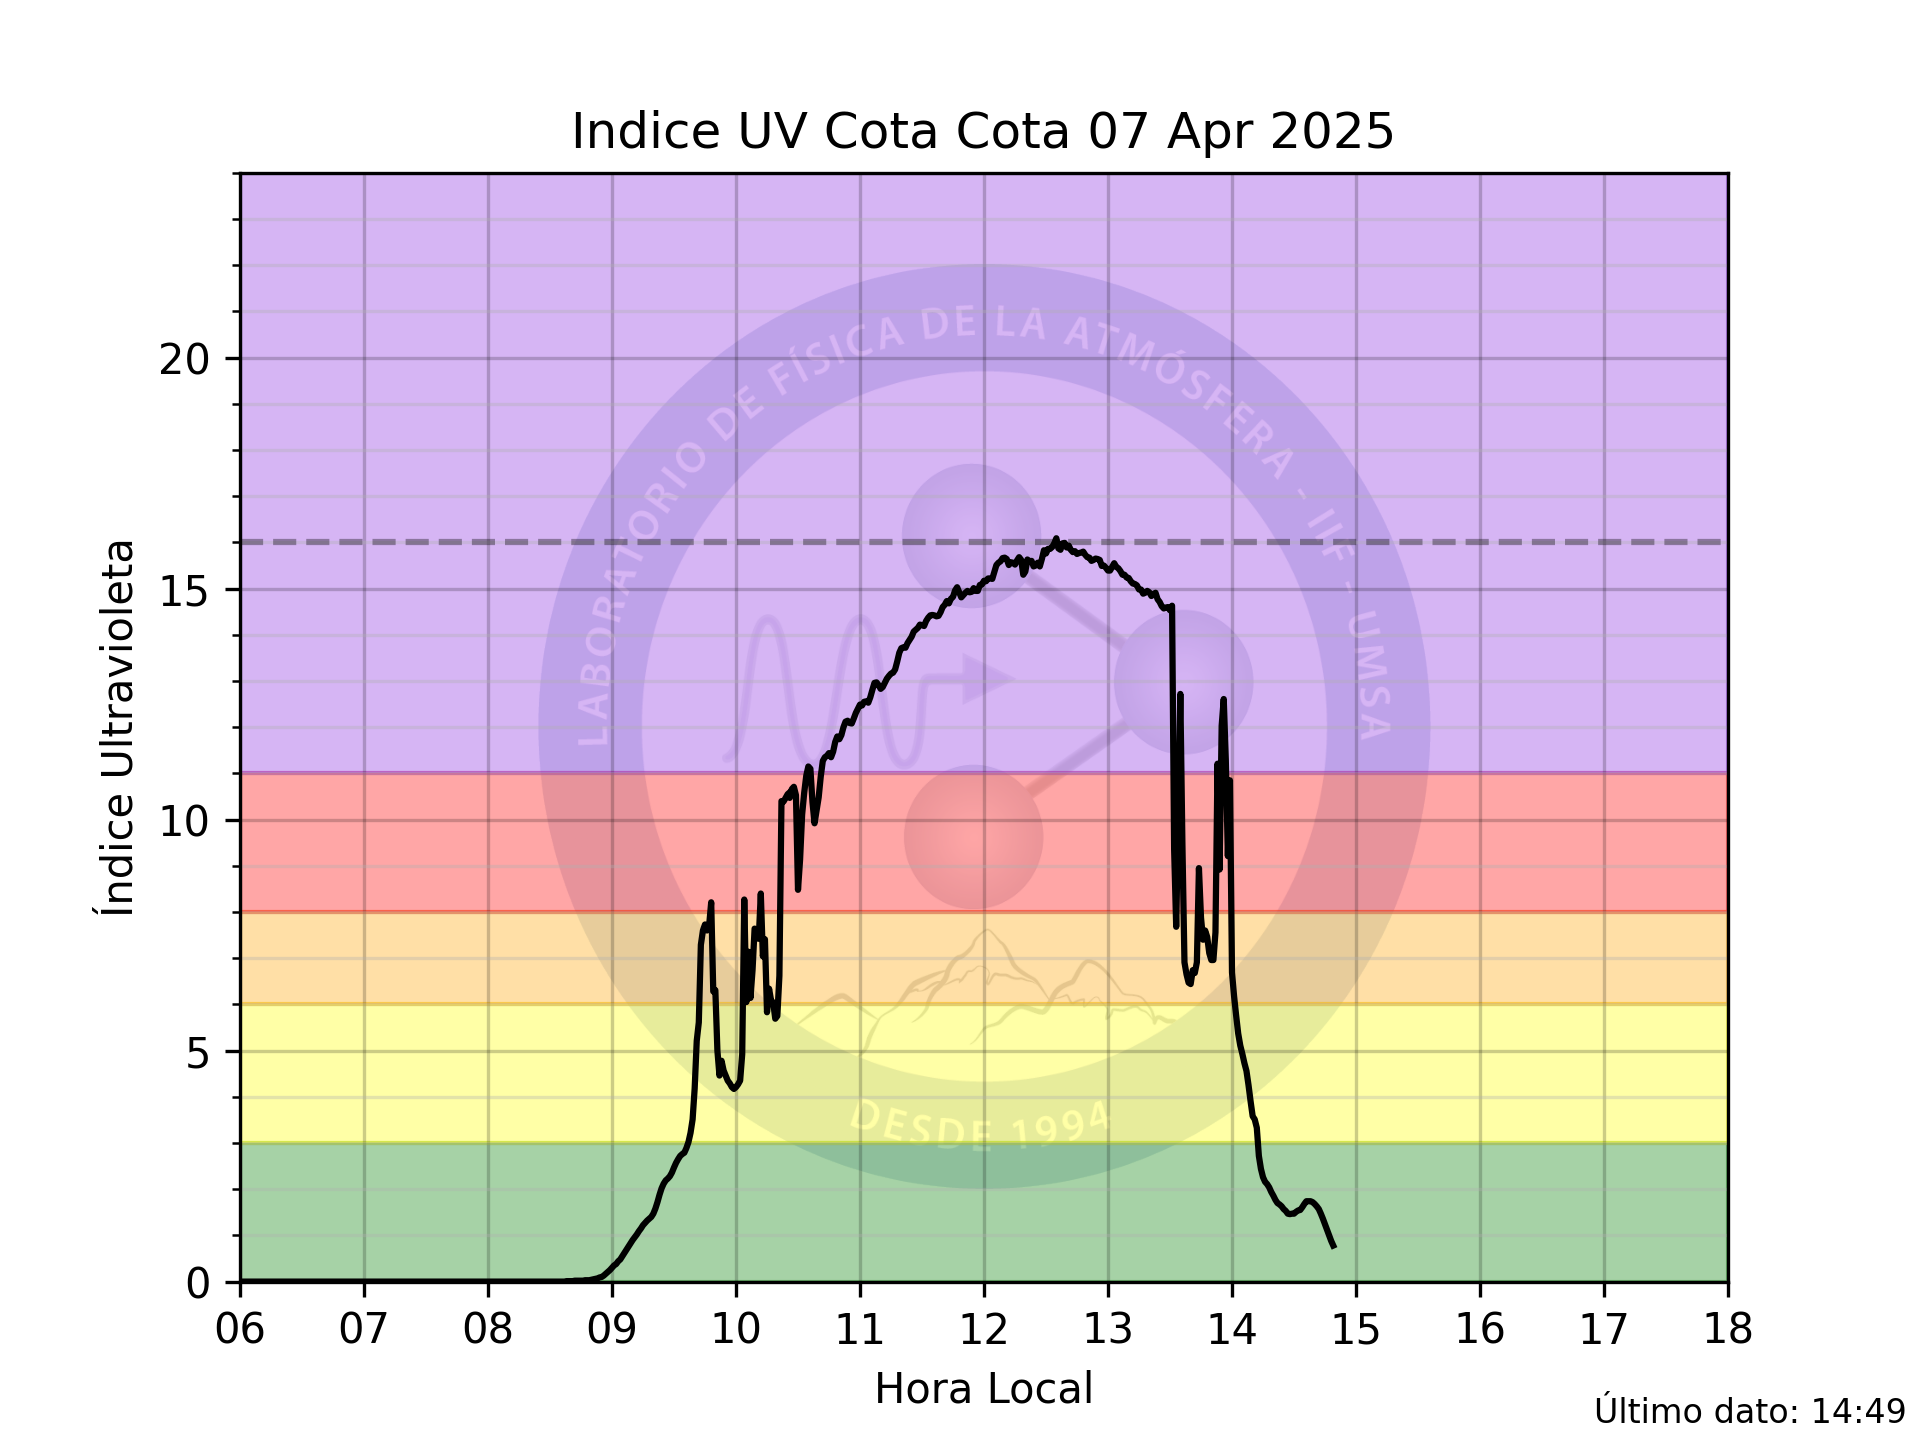 Indice UV Cota Cota 07 Apr 2025
Índice Ultravioleta
20
15
10
5
0
LABORATORIO DE FÍSICA DE LA ATMÓSFERA - IIF - UMSA
DESDE 1994
06 07 08 09 10 11 12 13 14 15 16 17 18
Hora Local
Último dato: 14:49